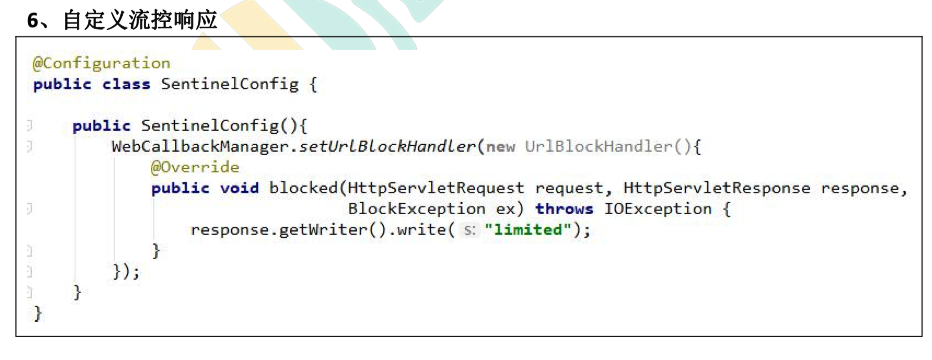 6、自定义流控响应
@Configuration
public class SentinelConfig {
public SentinelConfig(){
WebCallbackManager.setUrlBlockHandler(new UrlBlockHandler(){
@Override
public void blocked(HttpServletRequest request, HttpServletResponse response,
BlockException ex) throws IOException {
response.getWriter().write( s: "limited");
}
});
}
}